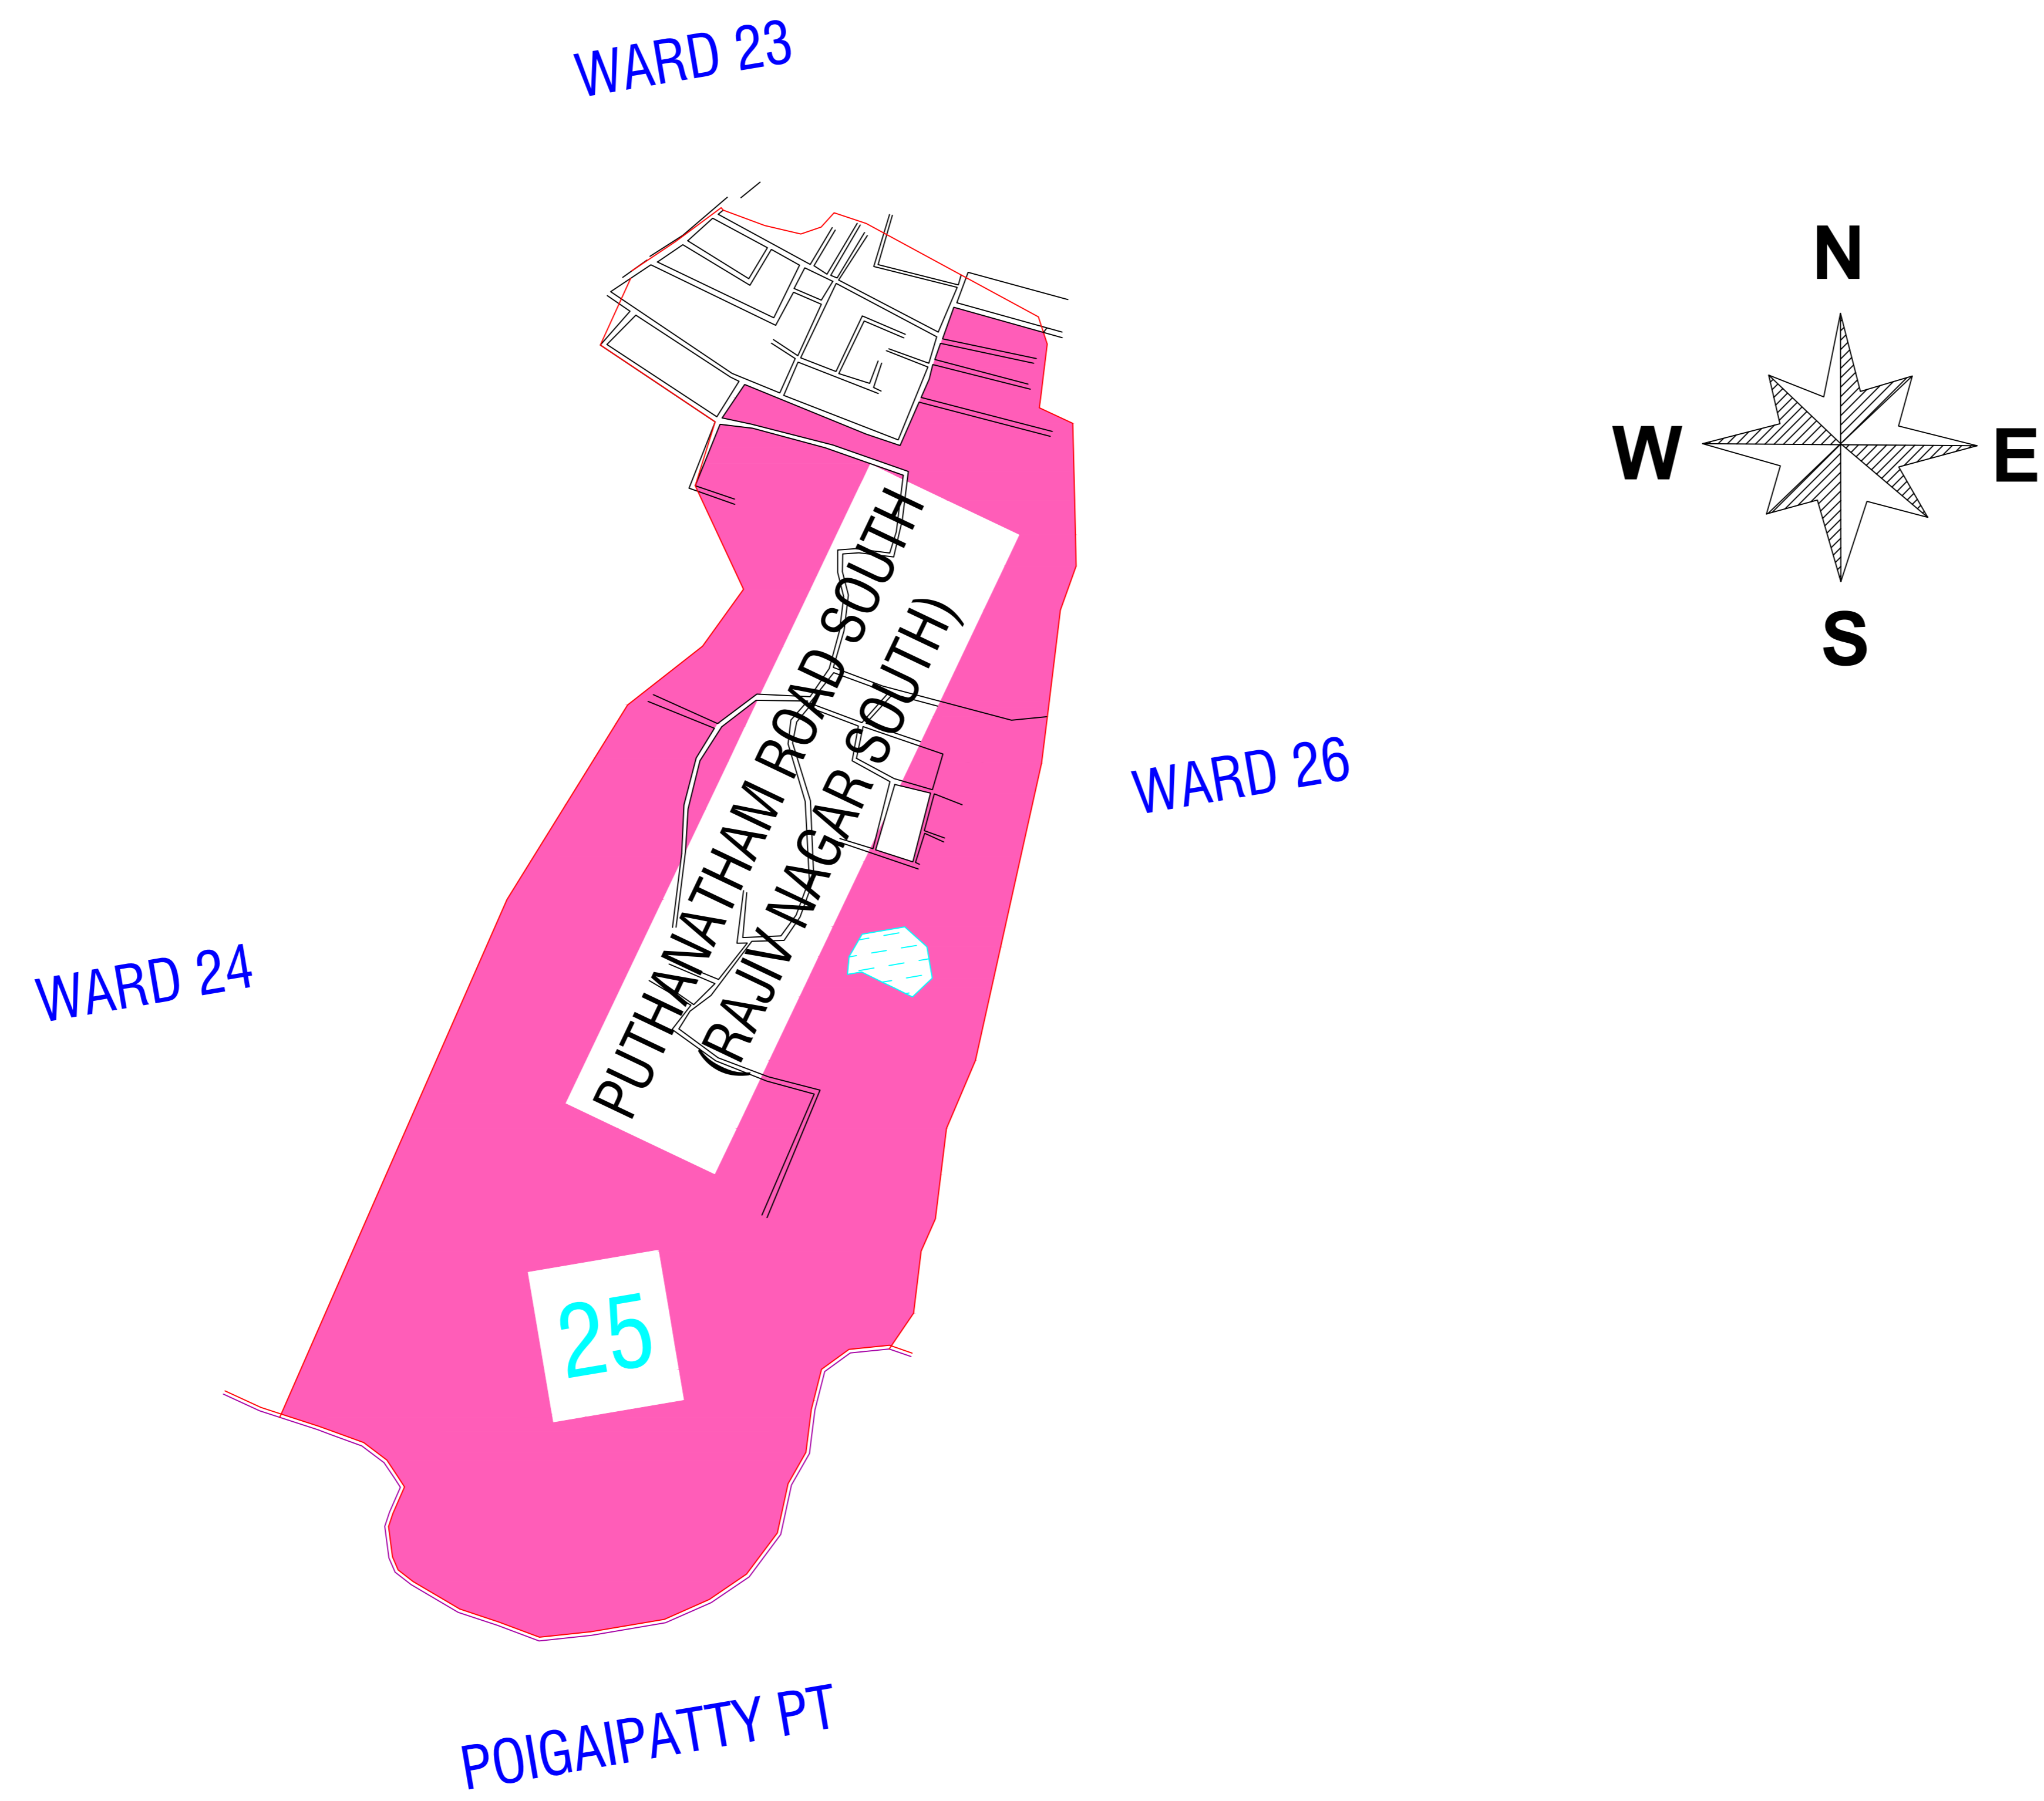 WARD 23
N
W
E
S
PUTHANATHAM ROAD SOUTH
(RAJIV NAGAR SOUTH)
WARD 26
WARD 24
25
POIGAIPATTY PT